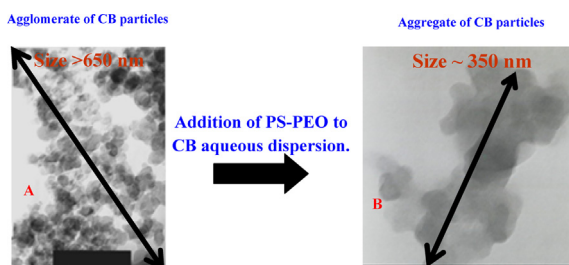 Agglomerate of CB particles
Size >650 nm
A
Addition of PS-PEO to
CB aqueous dispersion.
Aggregate of CB particles
Size ~ 350 nm
B